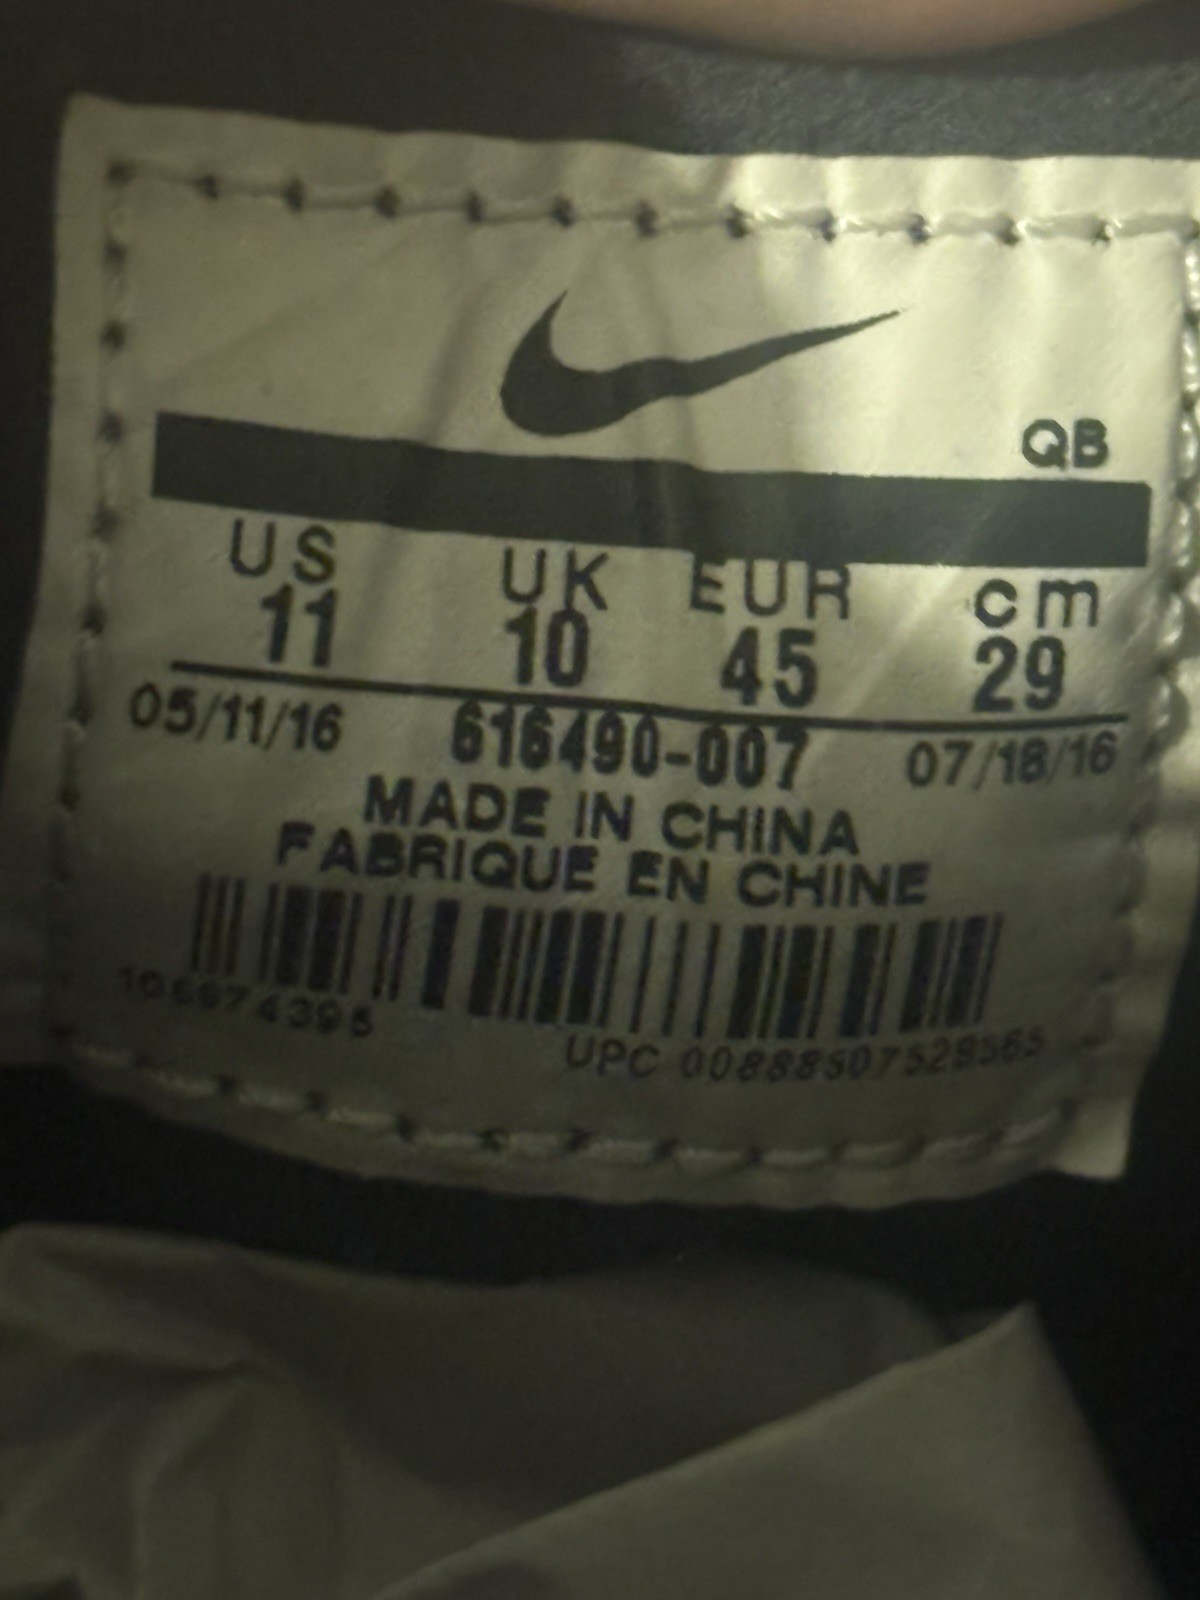 QB
US UK EUR cm
11 10 45 29
05/11/16 616490-007 07/18/16
MADE IN CHINA
FABRIQUE EN CHINE
UPC